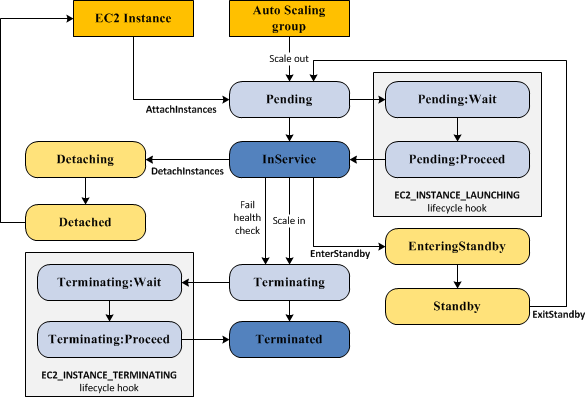 EC2 Instance
Auto Scaling
group
Scale out
AttachInstances
Pending
Pending:Wait
Detaching
DetachInstances
InService
Pending:Proceed
EC2_INSTANCE_LAUNCHING
lifecycle hook
Detached
Fail
health
check
Scale in
EnterStandby
EnteringStandby
Terminating:Wait
Terminating
Standby
ExitStandby
Terminating:Proceed
Terminated
EC2_INSTANCE_TERMINATING
lifecycle hook